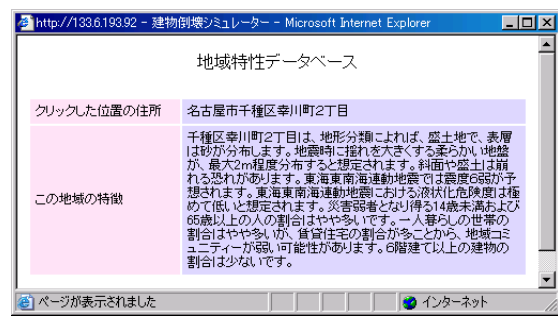 http://133.6.193.92 - 建物倒壊シミュレーター - Microsoft Internet Explorer
地域特性データベース
クリックした位置の住所
名古屋市千種区幸川町2丁目
この地域の特徴
千種区幸川町2丁目は、地形分類によれば、盛土地で、表層
は砂が分布します。地震時に揺れを大きくする柔らかい地盤
が、最大2m程度分布すると想定されます。斜面や盛土は崩
れる恐れがあります。東海東南海連動地震では震度6弱が予
想されます。東海東南海連動地震における液状化危険度は極
めて低いと想定されます。災害弱者となり得る14歳未満および
65歳以上の人の割合はやや多いです。一人暮らしの世帯の
割合はやや多いが、賃貸住宅の割合が多ことから、地域コミ
ュニティーが弱い可能性があります。6階建て以上の建物の
割合は少ないです。
ページが表示されました
インターネット